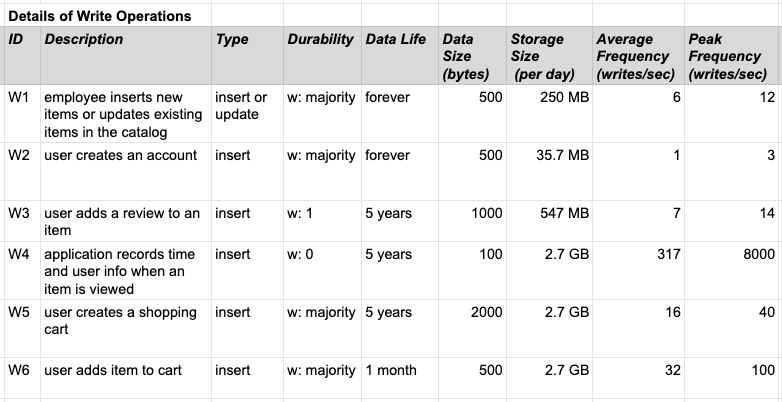 Details of Write Operations
ID Description Type Durability Data Life Data Size (bytes) Storage Size (per day) Average Frequency (writes/sec) Peak Frequency (writes/sec)
W1 employee inserts new items or updates existing items in the catalog insert or update w: majority forever 500 250 MB 6 12
W2 user creates an account insert w: majority forever 500 35.7 MB 1 3
W3 user adds a review to an item insert w: 1 5 years 1000 547 MB 7 14
W4 application records time and user info when an item is viewed insert w: 0 5 years 100 2.7 GB 317 8000
W5 user creates a shopping cart insert w: majority 5 years 2000 2.7 GB 16 40
W6 user adds item to cart insert w: majority 1 month 500 2.7 GB 32 100